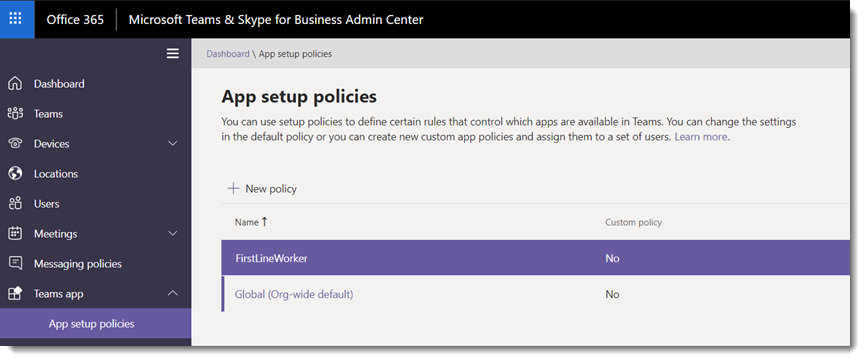 Office 365 Microsoft Teams & Skype for Business Admin Center
Dashboard \ App setup policies
Dashboard
Teams
Devices
Locations
Users
Meetings
Messaging policies
Teams app
App setup policies
App setup policies
You can use setup policies to define certain rules that control which apps are available in Teams. You can change the settings
in the default policy or you can create new custom app policies and assign them to a set of users. Learn more.
New policy
Name ↑ Custom policy
FirstLineWorker No
Global (Org-wide default) No